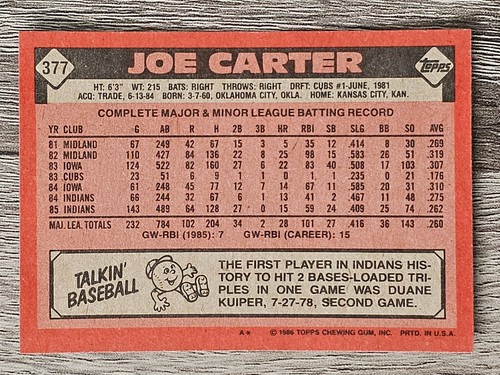 377
JOE CARTER
topps
HT: 6'3" WT: 215 BATS: RIGHT THROWS: RIGHT DRFT: CUBS #1-JUNE, 1981
ACQ: TRADE, 6-13-84 BORN: 3-7-60, OKLAHOMA CITY, OKLA. HOME: KANSAS CITY, KAN.
COMPLETE MAJOR & MINOR LEAGUE BATTING RECORD
YR CLUB G AB R H 2B 3B HR RBI SB SLG BB SO AVG
81 MIDLAND 67 249 42 67 15 3 5 35 12 .414 8 30 .269
82 MIDLAND 110 427 84 136 22 8 25 98 15 .583 26 51 .319
83 IOWA 124 522 82 160 27 6 22 83 40 .508 17 103 .307
83 CUBS 23 51 6 9 1 1 0 1 1 .235 0 21 .176
84 IOWA 61 248 45 77 12 7 14 67 11 .585 20 31 .310
84 INDIANS 66 244 32 67 6 1 13 41 2 .467 11 48 .275
85 INDIANS 143 489 64 128 27 0 15 59 24 .409 25 74 .262
MAJ. LEA. TOTALS 232 784 102 204 34 2 28 101 27 .416 36 143 .260
GW-RBI (1985): 7 GW-RBI (CAREER): 15
TALKIN'
BASEBALL
THE FIRST PLAYER IN INDIANS HIS-
TORY TO HIT 2 BASES-LOADED TRI-
PLES IN ONE GAME WAS DUANE
KUIPER, 7-27-78, SECOND GAME.
A* © 1986 TOPPS CHEWING GUM, INC. PRTD. IN U.S.A.